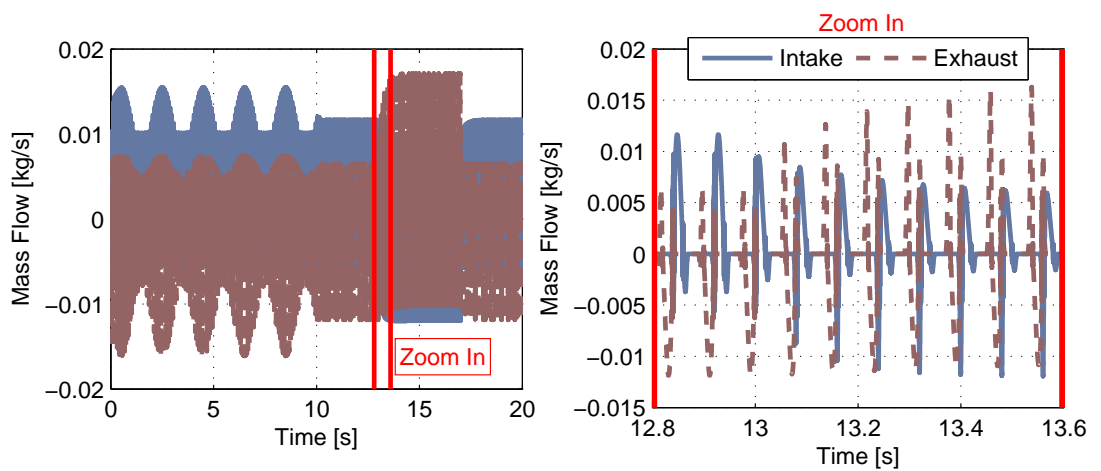 0.02
0.01
0
−0.01
−0.02
Mass Flow [kg/s]
0
5
10
15
20
Time [s]
Zoom In
Zoom In
Intake
Exhaust
0.02
0.015
0.01
0.005
0
−0.005
−0.01
−0.015
Mass Flow [kg/s]
12.8
13
13.2
13.4
13.6
Time [s]